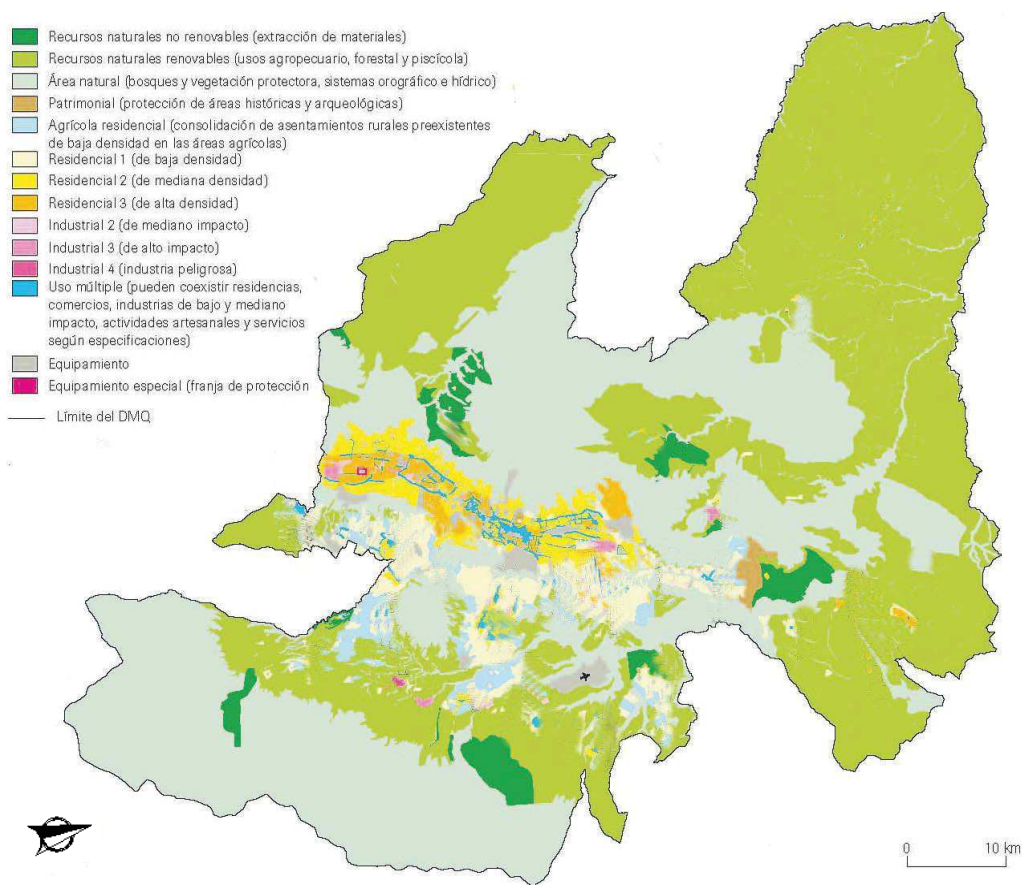 Recursos naturales no renovables (extracción de materiales)
Recursos naturales renovables (usos agropecuario, forestal y piscícola)
Área natural (bosques y vegetación protectora, sistemas orográfico e hídrico)
Patrimonial (protección de áreas históricas y arqueológicas)
Agrícola residencial (consolidación de asentamientos rurales preexistentes
de baja densidad en las áreas agrícolas)
Residencial 1 (de baja densidad)
Residencial 2 (de mediana densidad)
Residencial 3 (de alta densidad)
Industrial 2 (de mediano impacto)
Industrial 3 (de alto impacto)
Industrial 4 (industria peligrosa)
Uso múltiple (pueden coexistir residencias,
comercios, industrias de bajo y mediano
impacto, actividades artesanales y servicios
según especificaciones)
Equipamiento
Equipamiento especial (franja de protección
Límite del DMQ
0 10 km